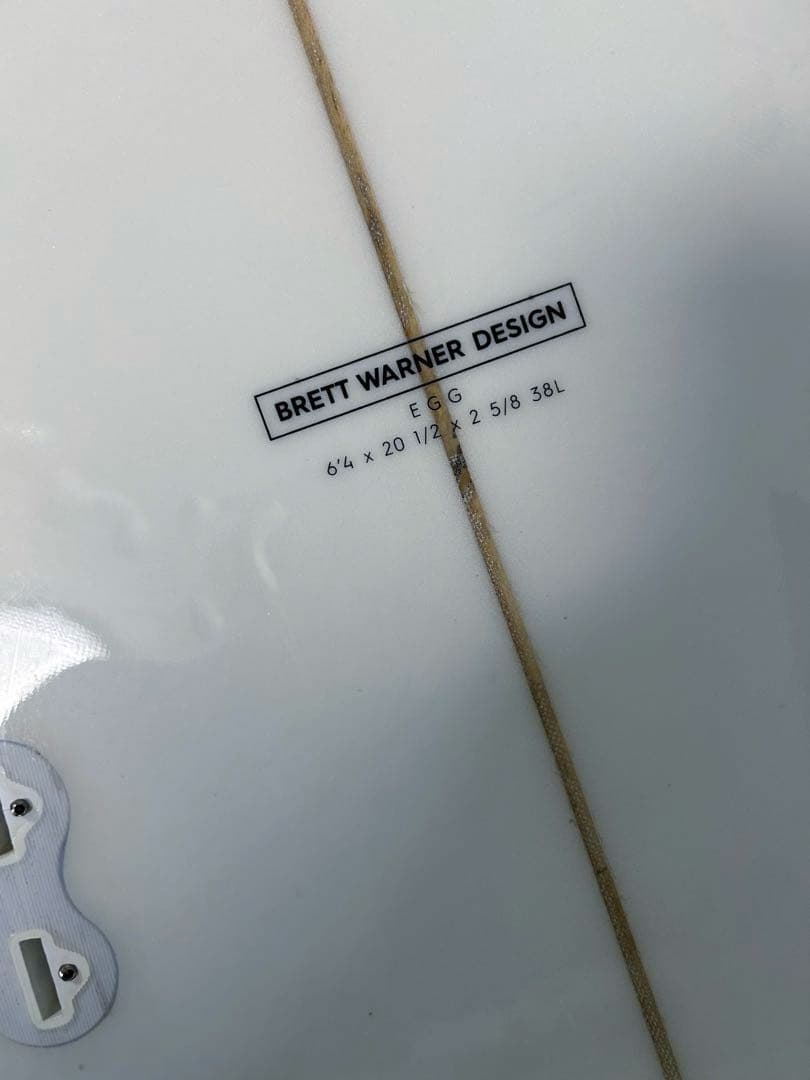 BRETT WARNER DESIGN
EGG
6'4 x 20 1/2 x 2 5/8 38L